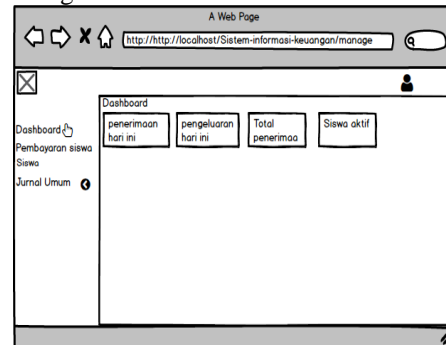 A Web Page
http://http://localhost/Sistem-informasi-keuangan/manage
Dashboard
Dashboard
Pembayaran siswa
Siswa
Jurnal Umum
penerimaan
hari ini
pengeluaran
hari ini
Total
penerimaa
Siswa aktif